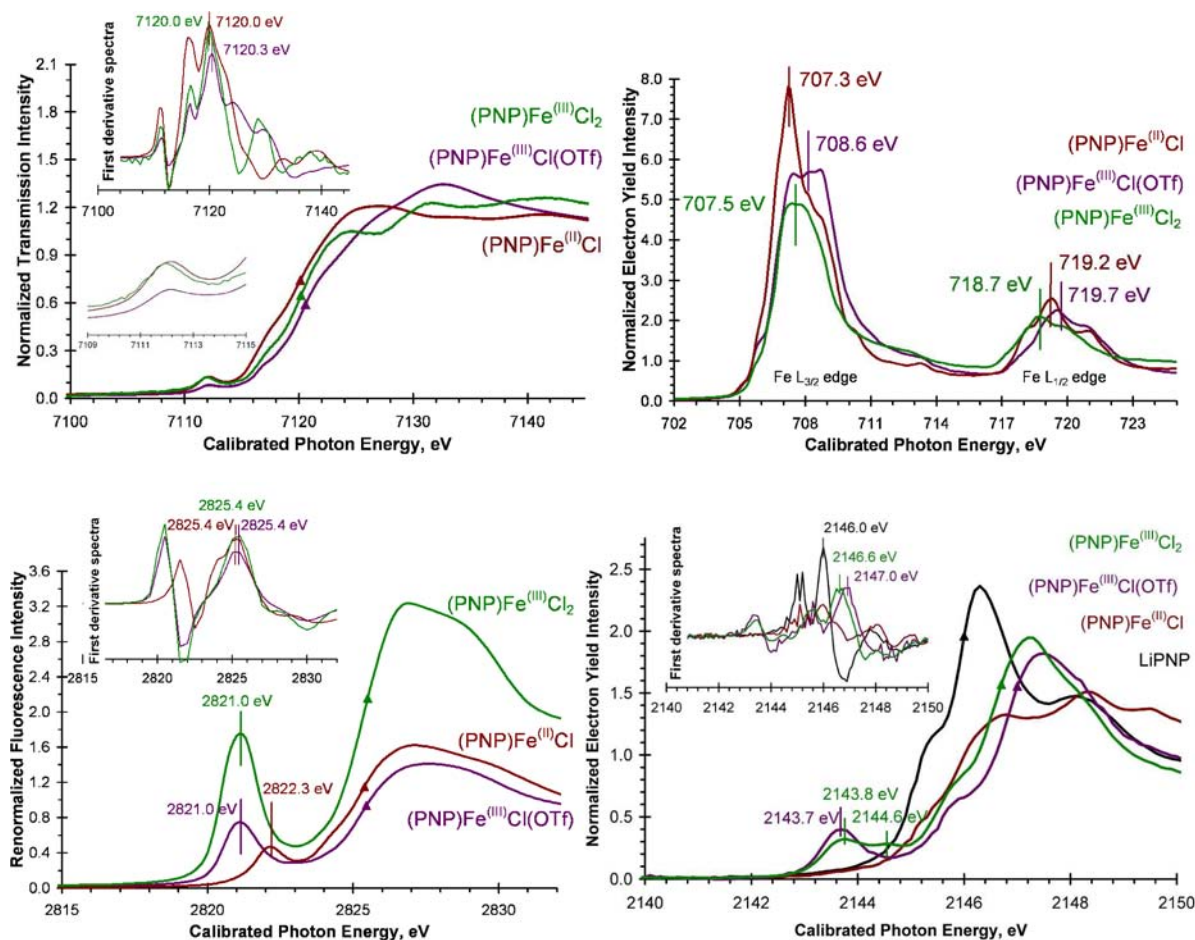 7120.0 eV 7120.0 eV
7120.3 eV
First derivative spectra
7100 7120 7140
2.1
1.8
1.5
1.2
0.9
0.6
0.3
0.0
Normalized Transmission Intensity
(PNP)Fe(III)Cl2
(PNP)Fe(III)Cl(OTf)
(PNP)Fe(II)Cl
7109 7111 7113 7115
7100 7110 7120 7130 7140
Calibrated Photon Energy, eV
8.0
7.0
6.0
5.0
4.0
3.0
2.0
1.0
0.0
Normalized Electron Yield Intensity
707.3 eV
708.6 eV
707.5 eV
(PNP)Fe(II)Cl
(PNP)Fe(III)Cl(OTf)
(PNP)Fe(III)Cl2
718.7 eV
719.2 eV
719.7 eV
Fe L3/2 edge
Fe L1/2 edge
702 705 708 711 714 717 720 723
Calibrated Photon Energy, eV
2825.4 eV
2825.4 eV 2825.4 eV
First derivative spectra
2815 2820 2825 2830
3.6
3.2
2.8
2.4
2.0
1.6
1.2
0.8
0.4
0.0
Renormalized Fluorescence Intensity
(PNP)Fe(III)Cl2
2821.0 eV
(PNP)Fe(II)Cl
2821.0 eV
2822.3 eV
(PNP)Fe(III)Cl(OTf)
2815 2820 2825 2830
Calibrated Photon Energy, eV
2146.0 eV
2146.6 eV
2147.0 eV
First derivative spectra
2140 2142 2144 2146 2148 2150
2.5
2.0
1.5
1.0
0.5
0.0
Normalized Electron Yield Intensity
(PNP)Fe(III)Cl2
(PNP)Fe(III)Cl(OTf)
(PNP)Fe(II)Cl
LiPNP
2143.8 eV
2143.7 eV
2144.6 eV
2140 2142 2144 2146 2148 2150
Calibrated Photon Energy, eV